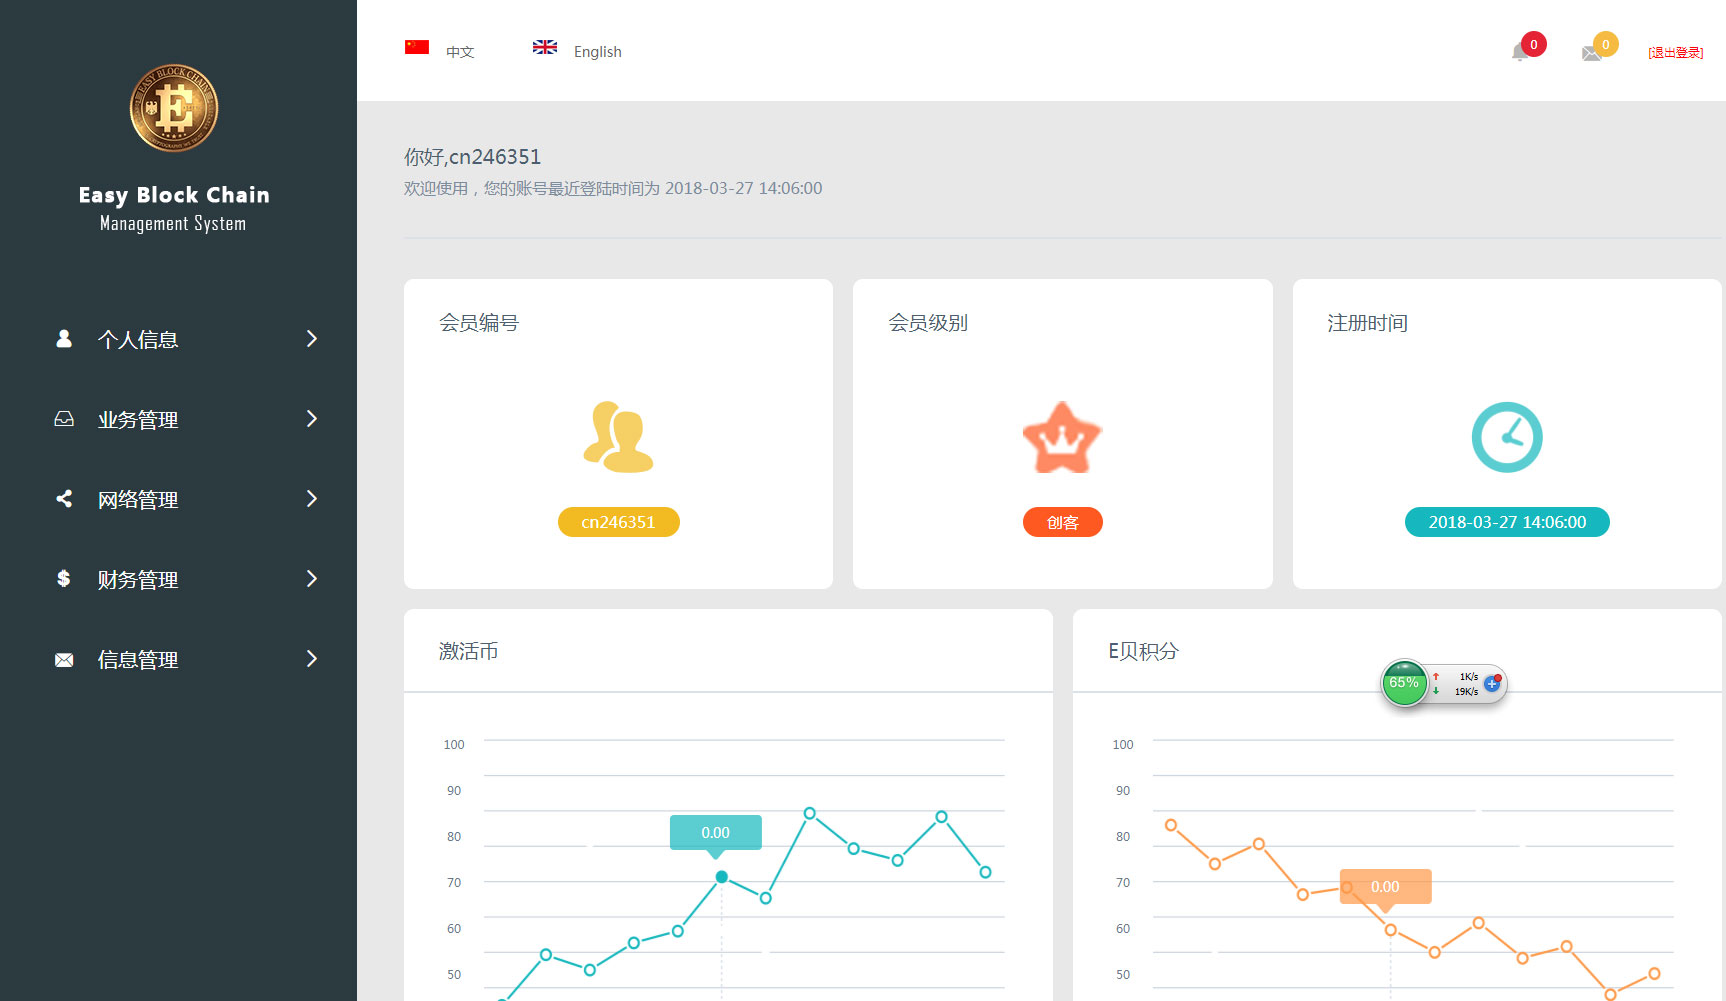 中文
English
0
0
[退出登录]
EASY BLOCK CHAIN
Easy Block Chain
Management System
个人信息
业务管理
网络管理
财务管理
信息管理
你好,cn246351
欢迎使用，您的账号最近登陆时间为 2018-03-27 14:06:00
会员编号
cn246351
会员级别
创客
注册时间
2018-03-27 14:06:00
激活币
100
90
80
70
60
50
0.00
E贝积分
65%
1K/s
19K/s
100
90
80
70
60
50
0.00